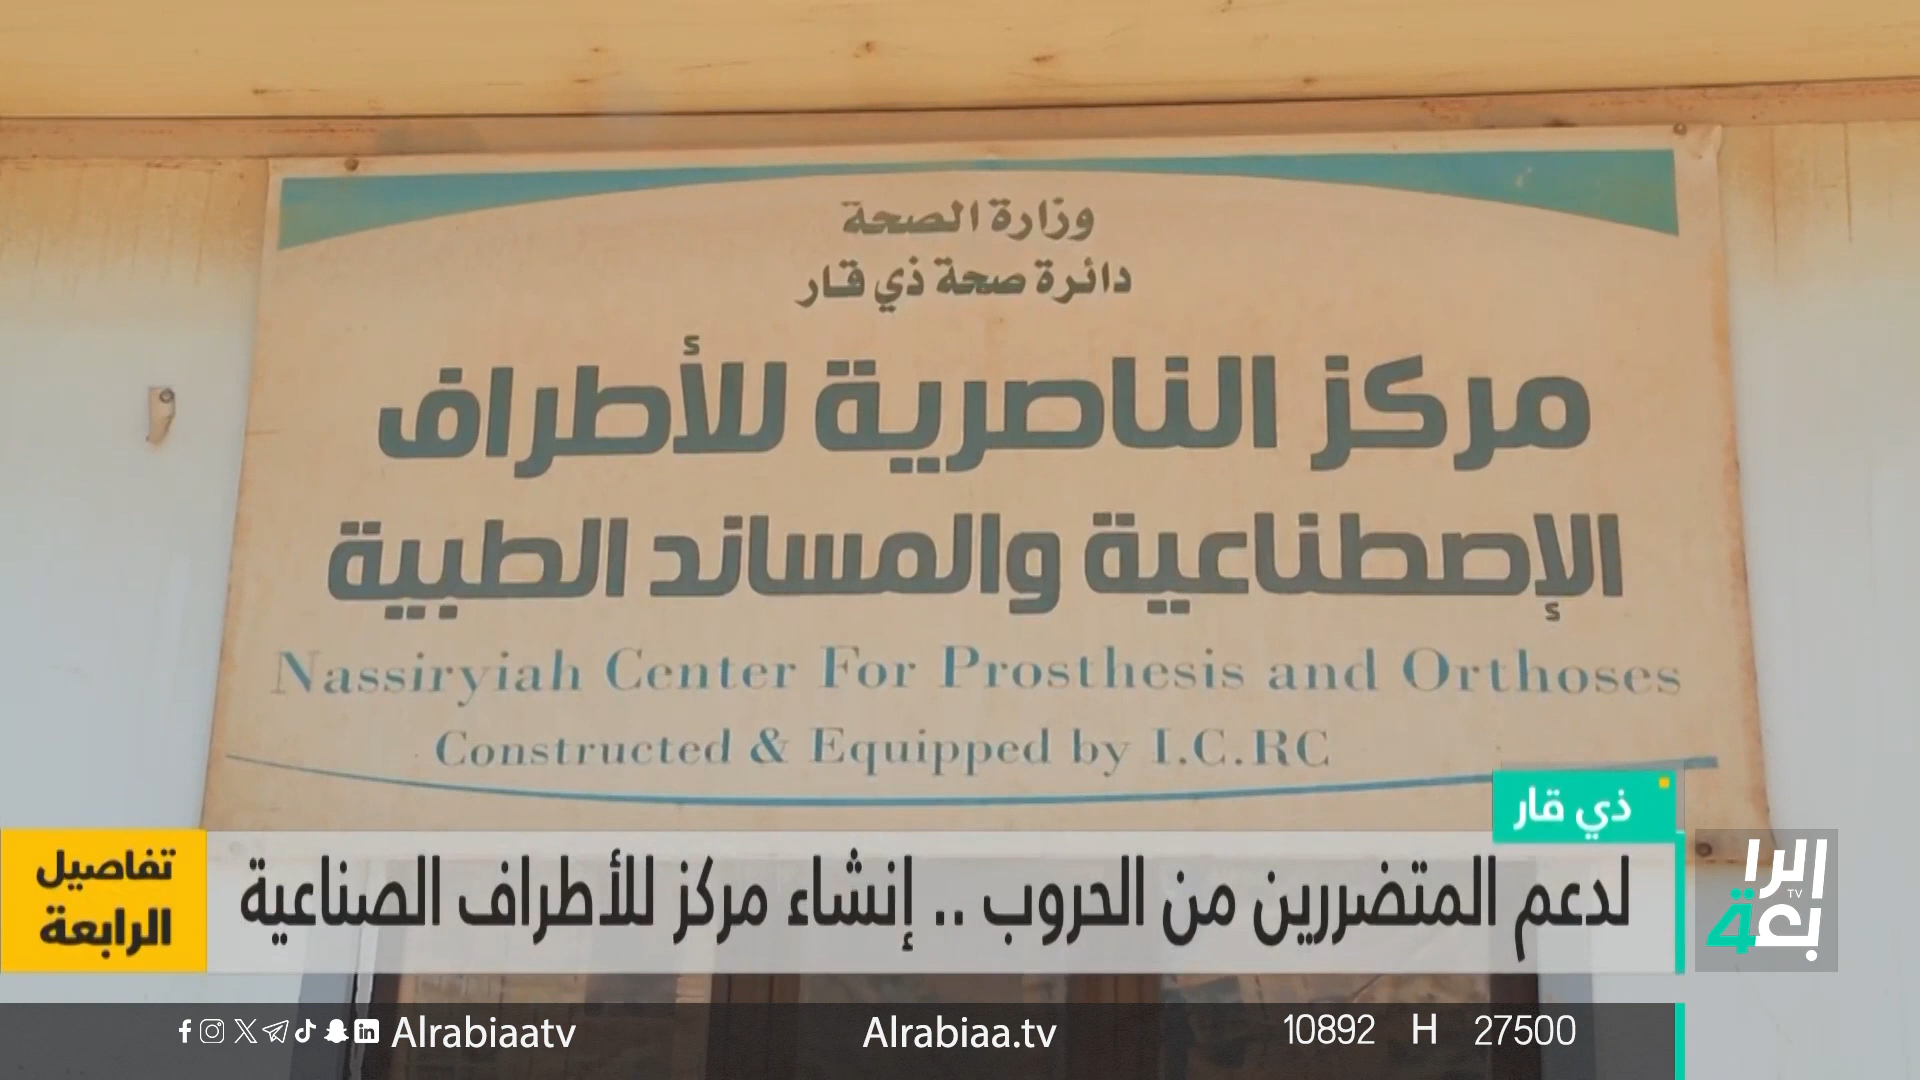 وزارة الصحة
دائرة صحة ذي قار
مركز الناصرية للأطراف
الإصطناعية والمساند الطبية
Nassiryiah Center For Prosthesis and Orthoses
Constructed & Equipped by I.C.RC
ذي قار
لدعم المتضررين من الحروب .. إنشاء مركز للأطراف الصناعية
تفاصيل
الرابعة
الرا
TV
بعة 4
Alrabiaatv
Alrabiaa.tv
10892 H 27500